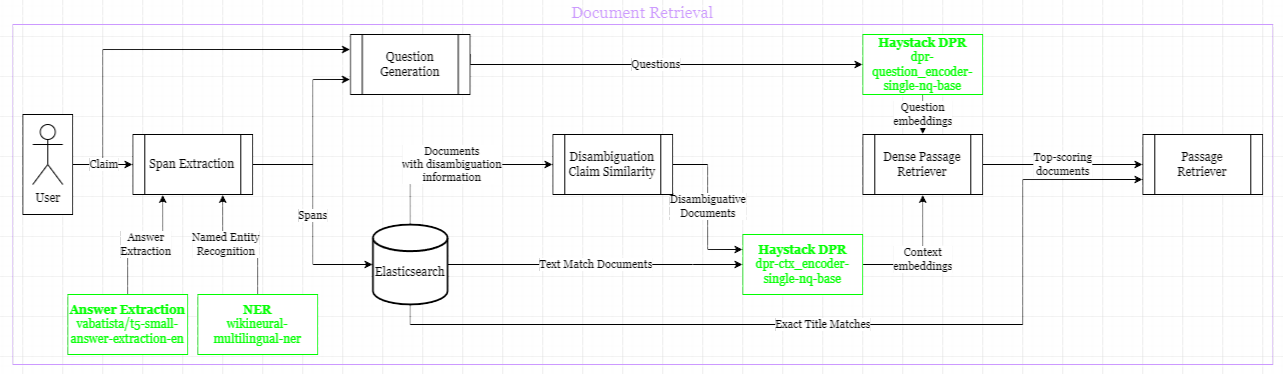 Document Retrieval
Question
Generation
Questions
Haystack DPR
dpr-
question_encoder-
single-nq-base
Question
embeddings
User
Claim
Span Extraction
Documents
with disambiguation
information
Disambiguation
Claim Similarity
Dense Passage
Retriever
Top-scoring
documents
Passage
Retriever
Spans
Disambiguative
Documents
Answer
Extraction
Named Entity
Recognition
Elasticsearch
Text Match Documents
Haystack DPR
dpr-ctx_encoder-
single-nq-base
Context
embeddings
Answer Extraction
vabatista/t5-small-
answer-extraction-en
NER
wikineural-
multilingual-ner
Exact Title Matches